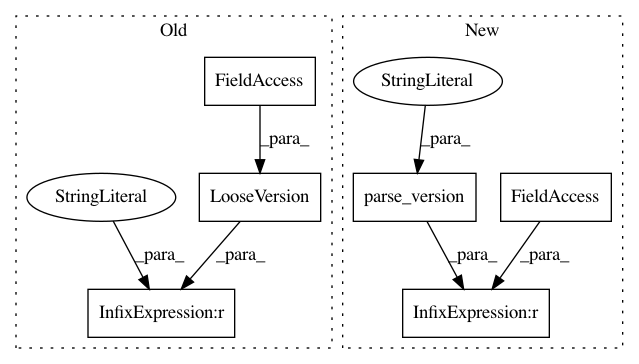 Old
FieldAccess
_para_
StringLiteral
LooseVersion
_para_
_para_
InfixExpression:r
New
StringLiteral
_para_
parse_version
FieldAccess
_para_
_para_
InfixExpression:r